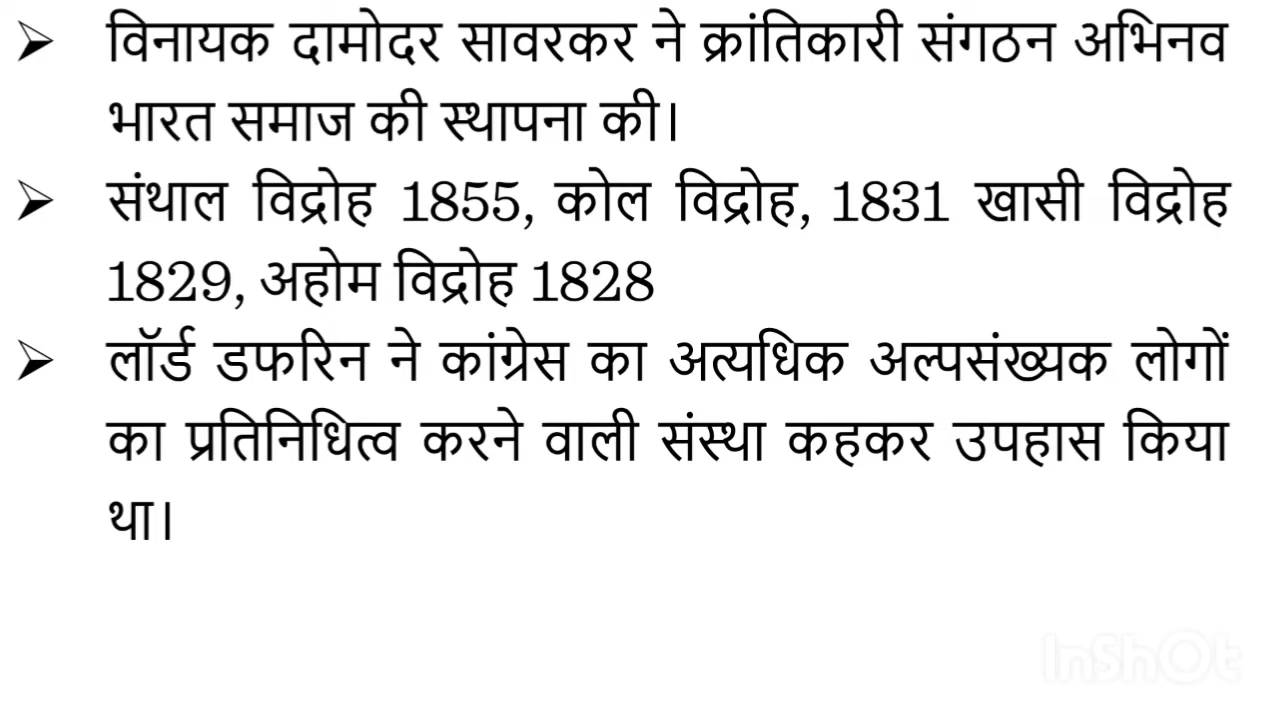 ➢ विनायक दामोदर सावरकर ने क्रांतिकारी संगठन अभिनव
भारत समाज की स्थापना की।
➢ संथाल विद्रोह 1855, कोल विद्रोह, 1831 खासी विद्रोह
1829, अहोम विद्रोह 1828
➢ लॉर्ड डफरिन ने कांग्रेस का अत्यधिक अल्पसंख्यक लोगों
का प्रतिनिधित्व करने वाली संस्था कहकर उपहास किया
था।
InShOt